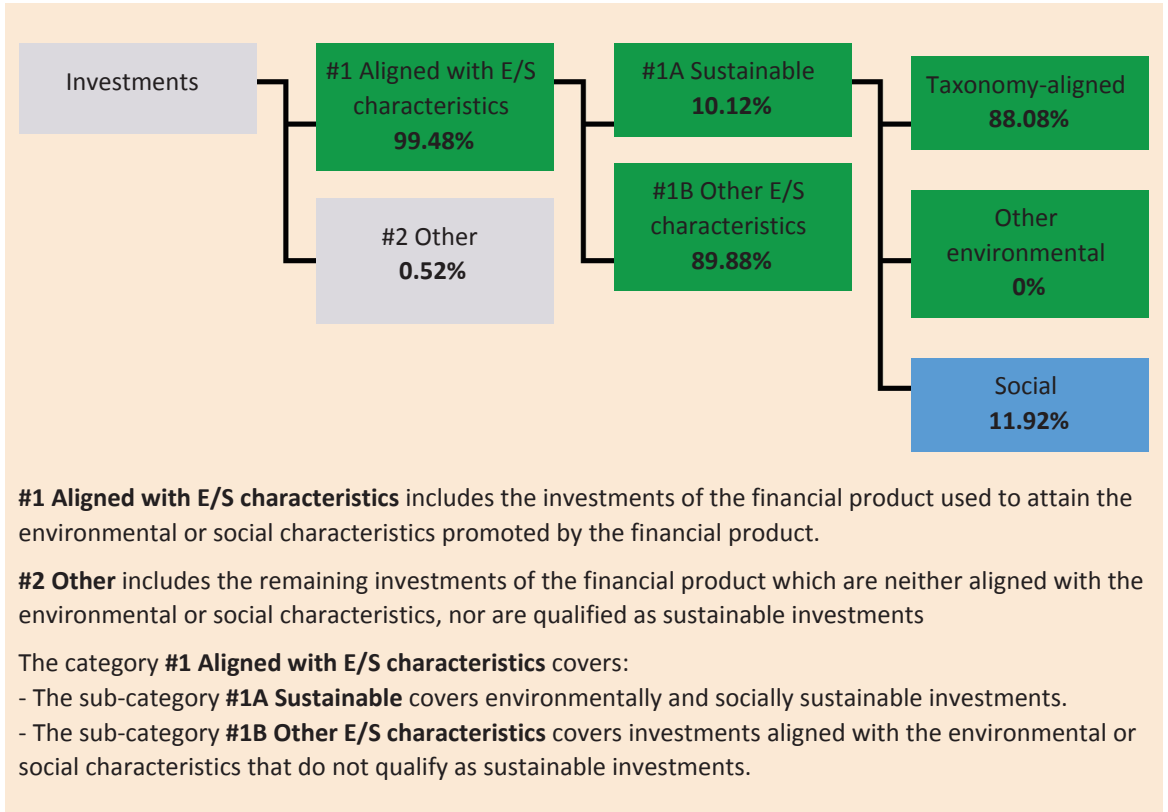 Investments
#1 Aligned with E/S
characteristics
99.48%
#2 Other
0.52%
#1A Sustainable
10.12%
#1B Other E/S
characteristics
89.88%
Taxonomy-aligned
88.08%
Other
environmental
0%
Social
11.92%
#1 Aligned with E/S characteristics includes the investments of the financial product used to attain the
environmental or social characteristics promoted by the financial product.
#2 Other includes the remaining investments of the financial product which are neither aligned with the
environmental or social characteristics, nor are qualified as sustainable investments
The category #1 Aligned with E/S characteristics covers:
- The sub-category #1A Sustainable covers environmentally and socially sustainable investments.
- The sub-category #1B Other E/S characteristics covers investments aligned with the environmental or
social characteristics that do not qualify as sustainable investments.